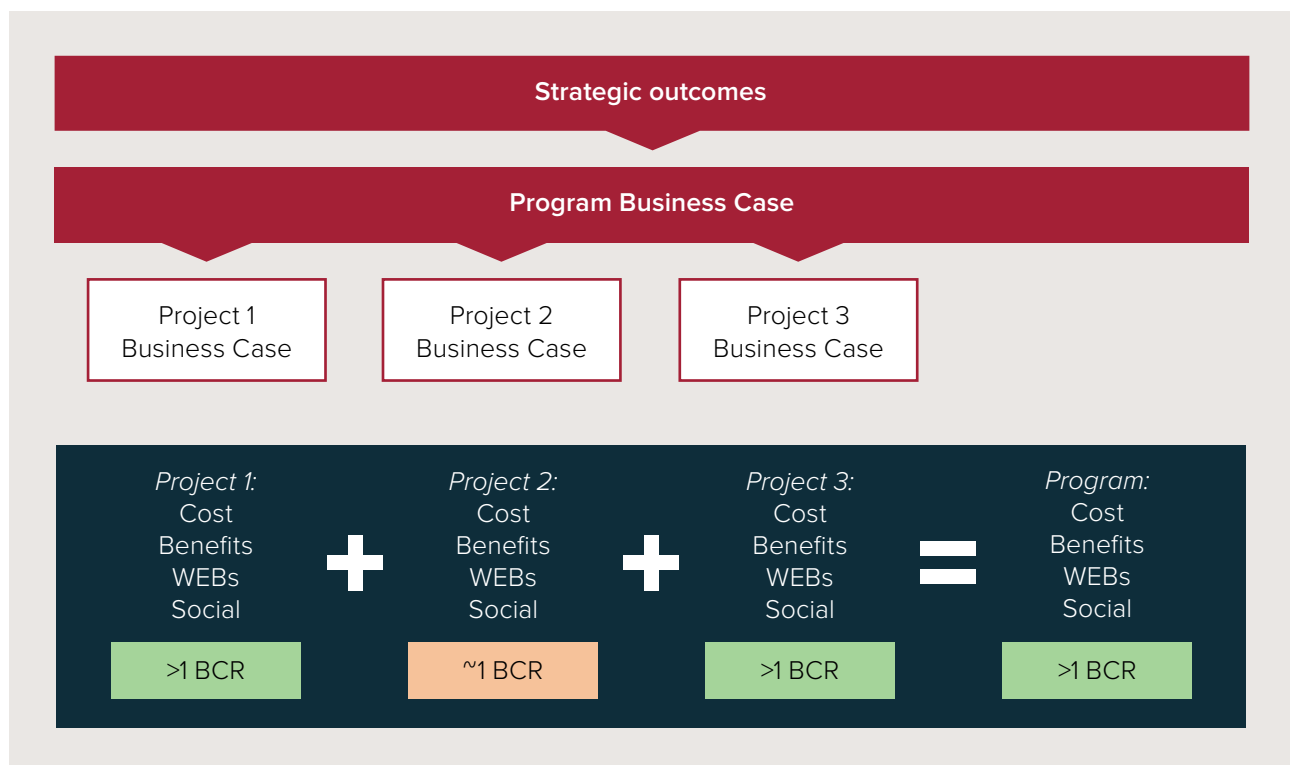 Strategic outcomes
Program Business Case
Project 1
Business Case
Project 2
Business Case
Project 3
Business Case
Project 1:
Cost
Benefits
WEBs
Social
>1 BCR
+
Project 2:
Cost
Benefits
WEBs
Social
~1 BCR
+
Project 3:
Cost
Benefits
WEBs
Social
>1 BCR
=
Program:
Cost
Benefits
WEBs
Social
>1 BCR